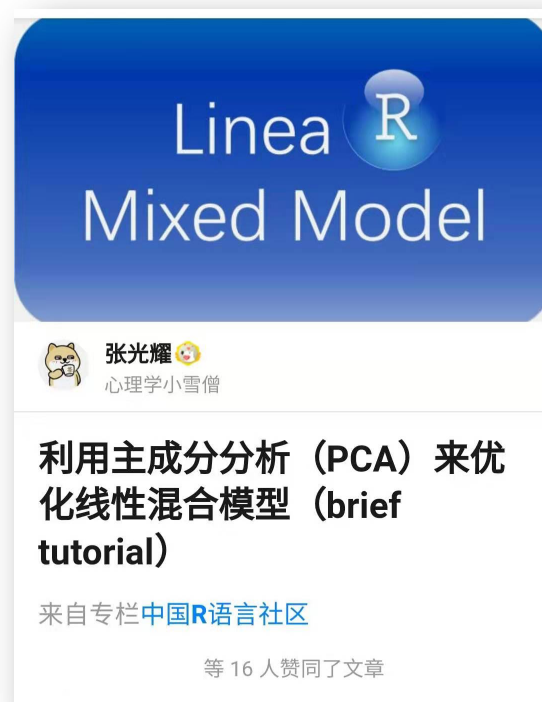 Linea R
Mixed Model
张光耀
心理学小雪僧
利用主成分分析（PCA）来优
化线性混合模型（brief
tutorial）
来自专栏中国R语言社区
等 16 人赞同了文章